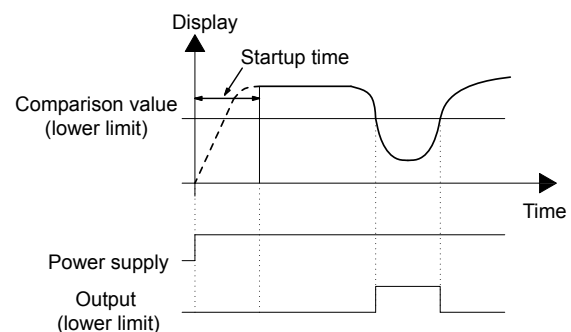 Display
Startup time
Comparison value
(lower limit)
Time
Power supply
Output
(lower limit)